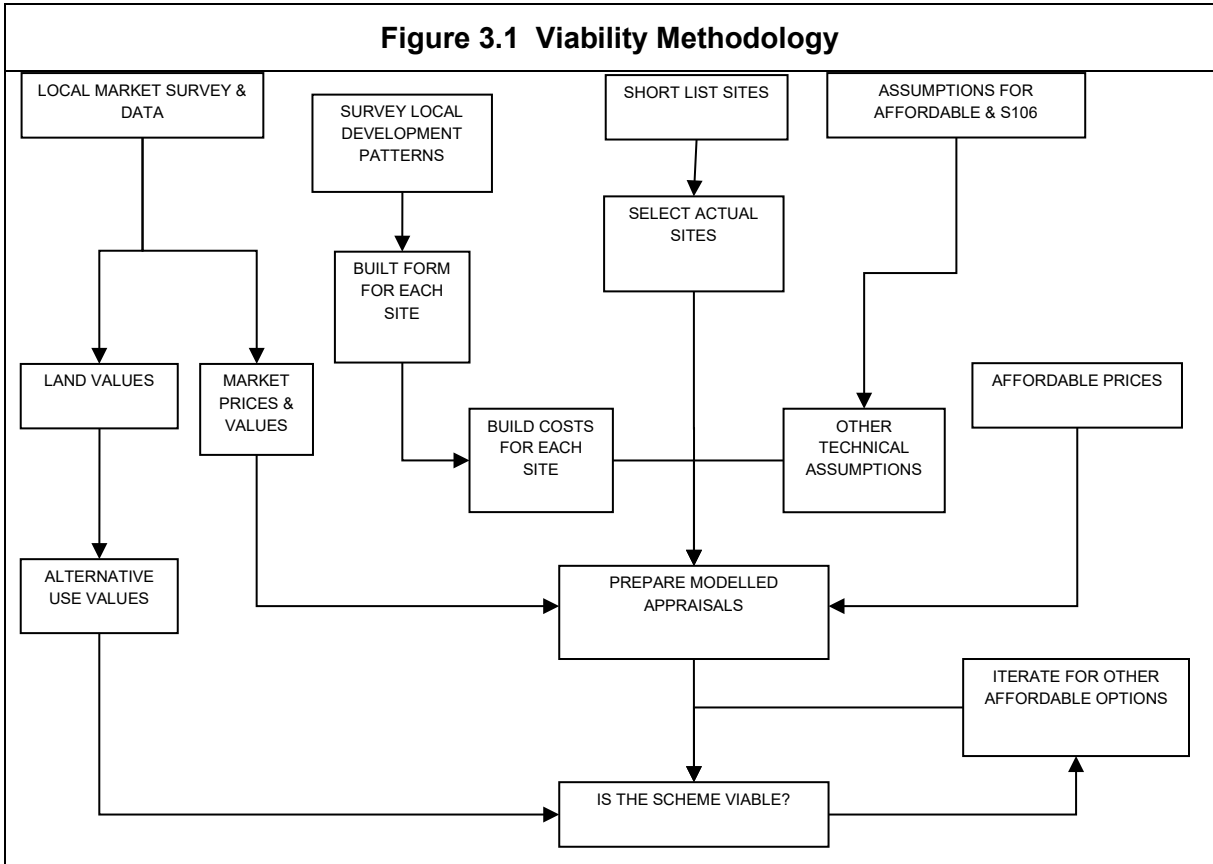 Figure 3.1 Viability Methodology
LOCAL MARKET SURVEY &
DATA
SURVEY LOCAL
DEVELOPMENT
PATTERNS
SHORT LIST SITES
ASSUMPTIONS FOR
AFFORDABLE & S106
SELECT ACTUAL
SITES
BUILT FORM
FOR EACH
SITE
LAND VALUES
MARKET
PRICES &
VALUES
AFFORDABLE PRICES
BUILD COSTS
FOR EACH
SITE
OTHER
TECHNICAL
ASSUMPTIONS
ALTERNATIVE
USE VALUES
PREPARE MODELLED
APPRAISALS
ITERATE FOR OTHER
AFFORDABLE OPTIONS
IS THE SCHEME VIABLE?